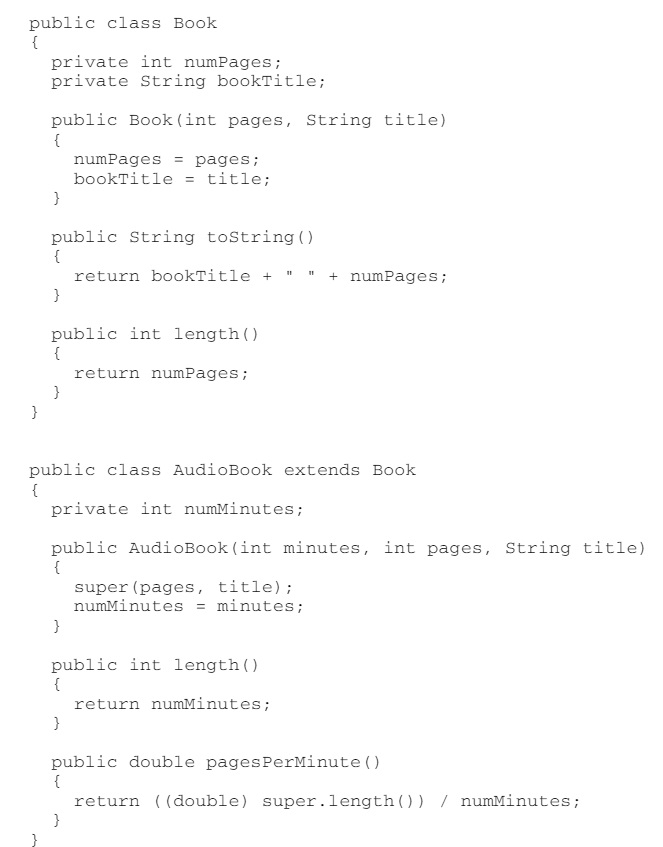 public class Book
{
  private int numPages;
  private String bookTitle;

  public Book(int pages, String title)
  {
    numPages = pages;
    bookTitle = title;
  }

  public String toString()
  {
    return bookTitle + " " + numPages;
  }

  public int length()
  {
    return numPages;
  }
}

public class AudioBook extends Book
{
  private int numMinutes;

  public AudioBook(int minutes, int pages, String title)
  {
    super(pages, title);
    numMinutes = minutes;
  }

  public int length()
  {
    return numMinutes;
  }

  public double pagesPerMinute()
  {
    return ((double) super.length()) / numMinutes;
  }
}